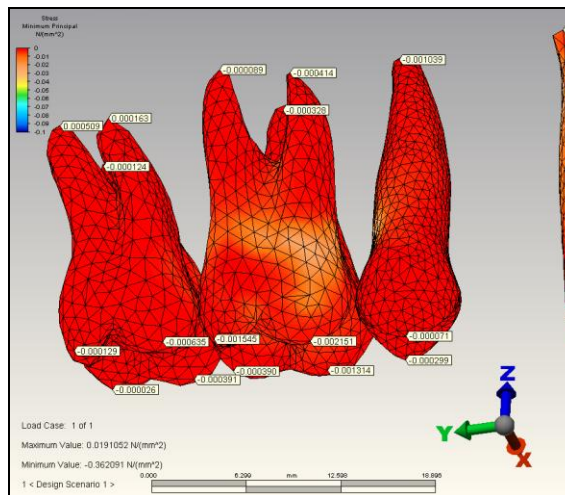 Stress
Minimum Principal
N/(mm^2)
0
-0.01
-0.02
-0.03
-0.04
-0.05
-0.06
-0.07
-0.08
-0.09
-0.1
-0.001039
-0.000089
-0.000414
-0.000328
0.000509
0.000163
-0.000124
-0.000129
-0.000635
-0.001545
-0.002151
-0.000071
-0.000299
-0.000390
-0.001314
-0.000391
-0.000026
Load Case: 1 of 1
Maximum Value: 0.0191052 N/(mm^2)
Minimum Value: -0.362091 N/(mm^2)
0.000 6.299 mm 12.598 18.898
1 < Design Scenario 1 >
Z
Y
X